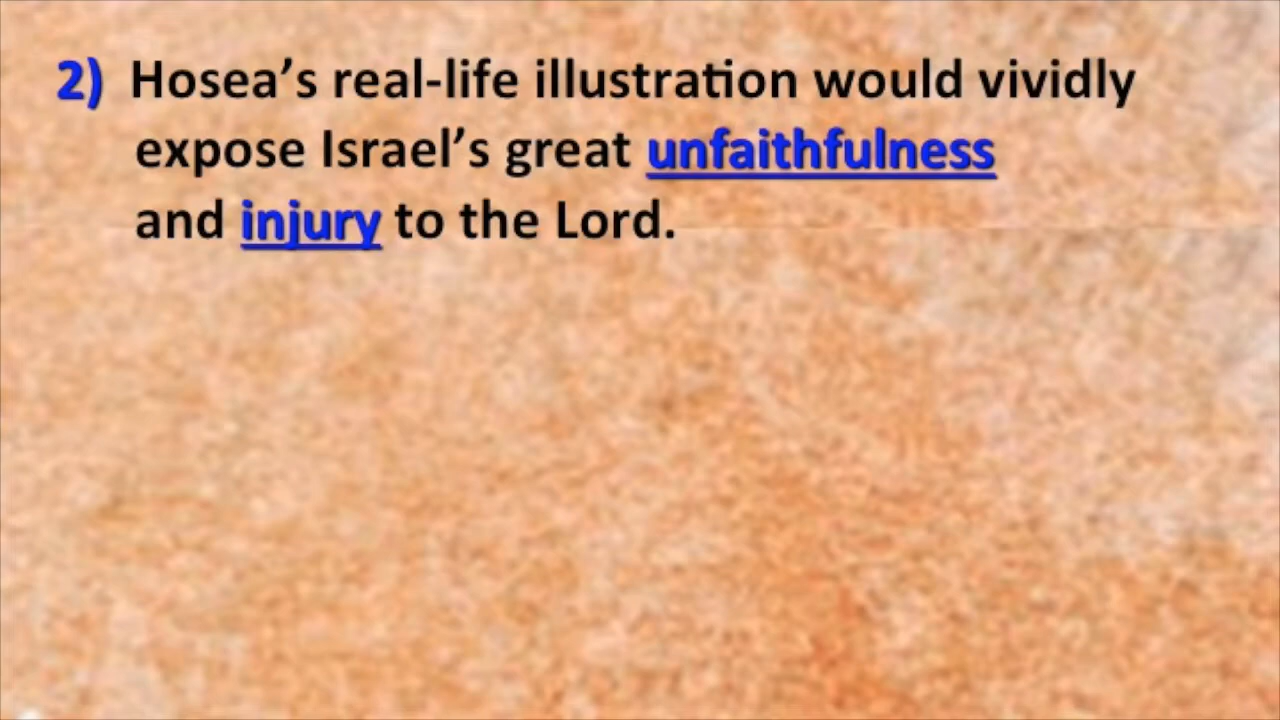 2) Hosea’s real-life illustration would vividly
expose Israel’s great unfaithfulness
and injury to the Lord.